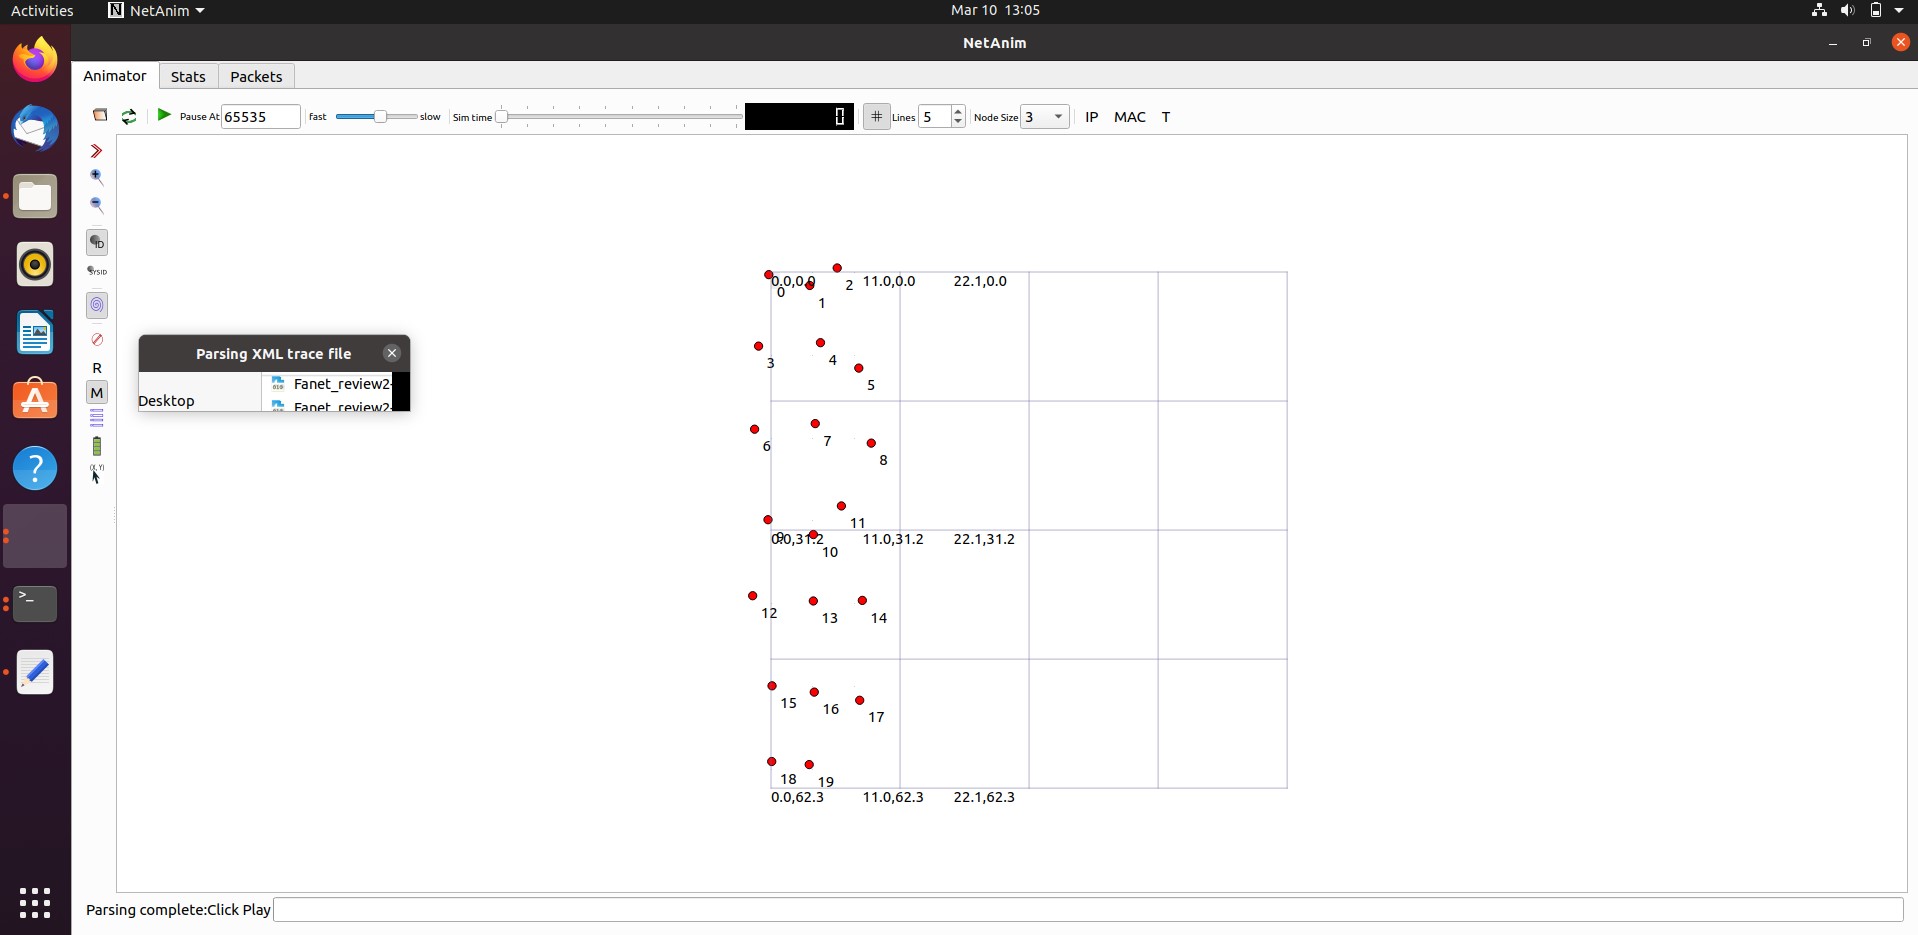 Activities NetAnim Mar 10 13:05
NetAnim
Animator Stats Packets
Pause At 65535 fast slow Sim time 0 # Lines 5 Node Size 3 IP MAC T
ID
SYSID
R
M
(X, Y)
Parsing XML trace file
Fanet_review2-
Desktop
Fanet_review2-
0.0,0.0 11.0,0.0 22.1,0.0
0 1 2
3 4 5
6 7 8
9 10 11
0.0,31.2 11.0,31.2 22.1,31.2
12 13 14
15 16 17
18 19
0.0,62.3 11.0,62.3 22.1,62.3
Parsing complete:Click Play